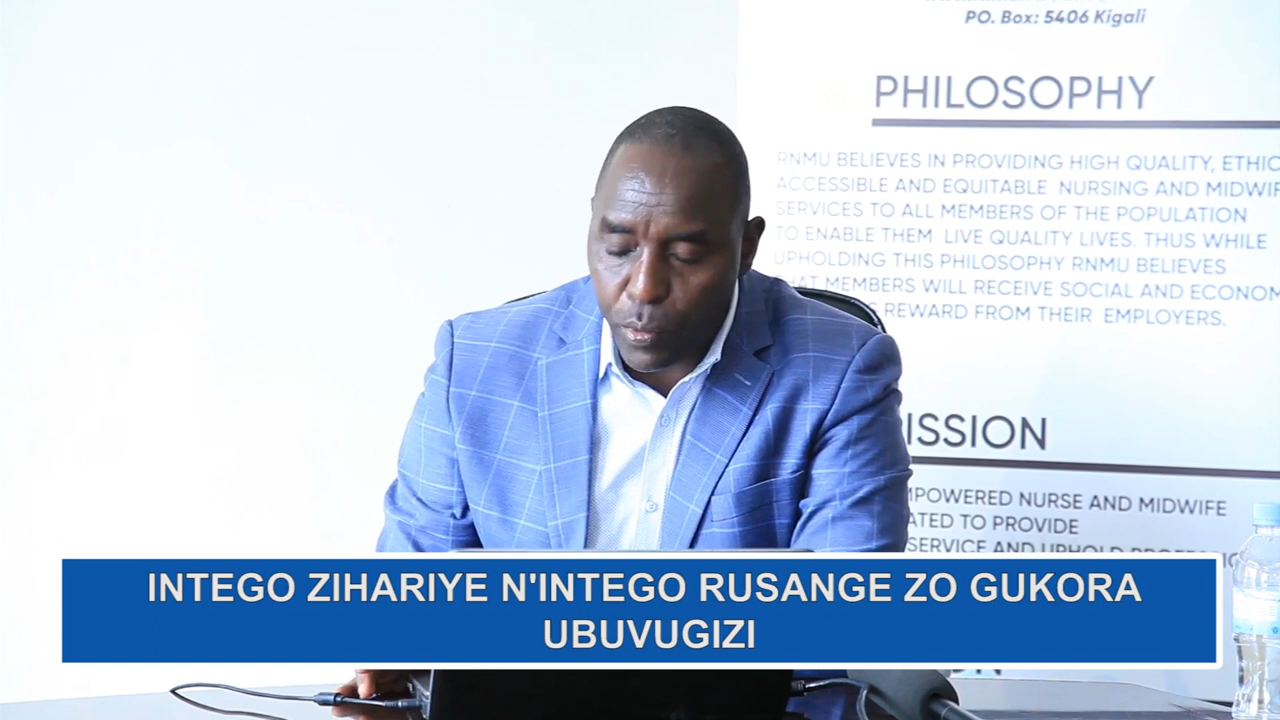 PO. Box: 5406 Kigali
PHILOSOPHY
RNMU BELIEVES IN PROVIDING HIGH QUALITY,
ACCESSIBLE AND EQUITABLE NURSING AND
SERVICES TO ALL MEMBERS OF THE POPULATION
TO ENABLE THEM LIVE QUALITY LIVES. THUS WHILE
UPHOLDING THIS PHILOSOPHY RNMU BELIEVES
MEMBERS WILL RECEIVE SOCIAL AND
REWARD FROM THEIR EMPLOYERS.
ISSION
MPOWERED NURSE AND MIDWIFE
ATED TO PROVIDE
SERVICE AND UPHOLD
INTEGO ZIHARIYE N'INTEGO RUSANGE ZO GUKORA
UBUVUGIZI